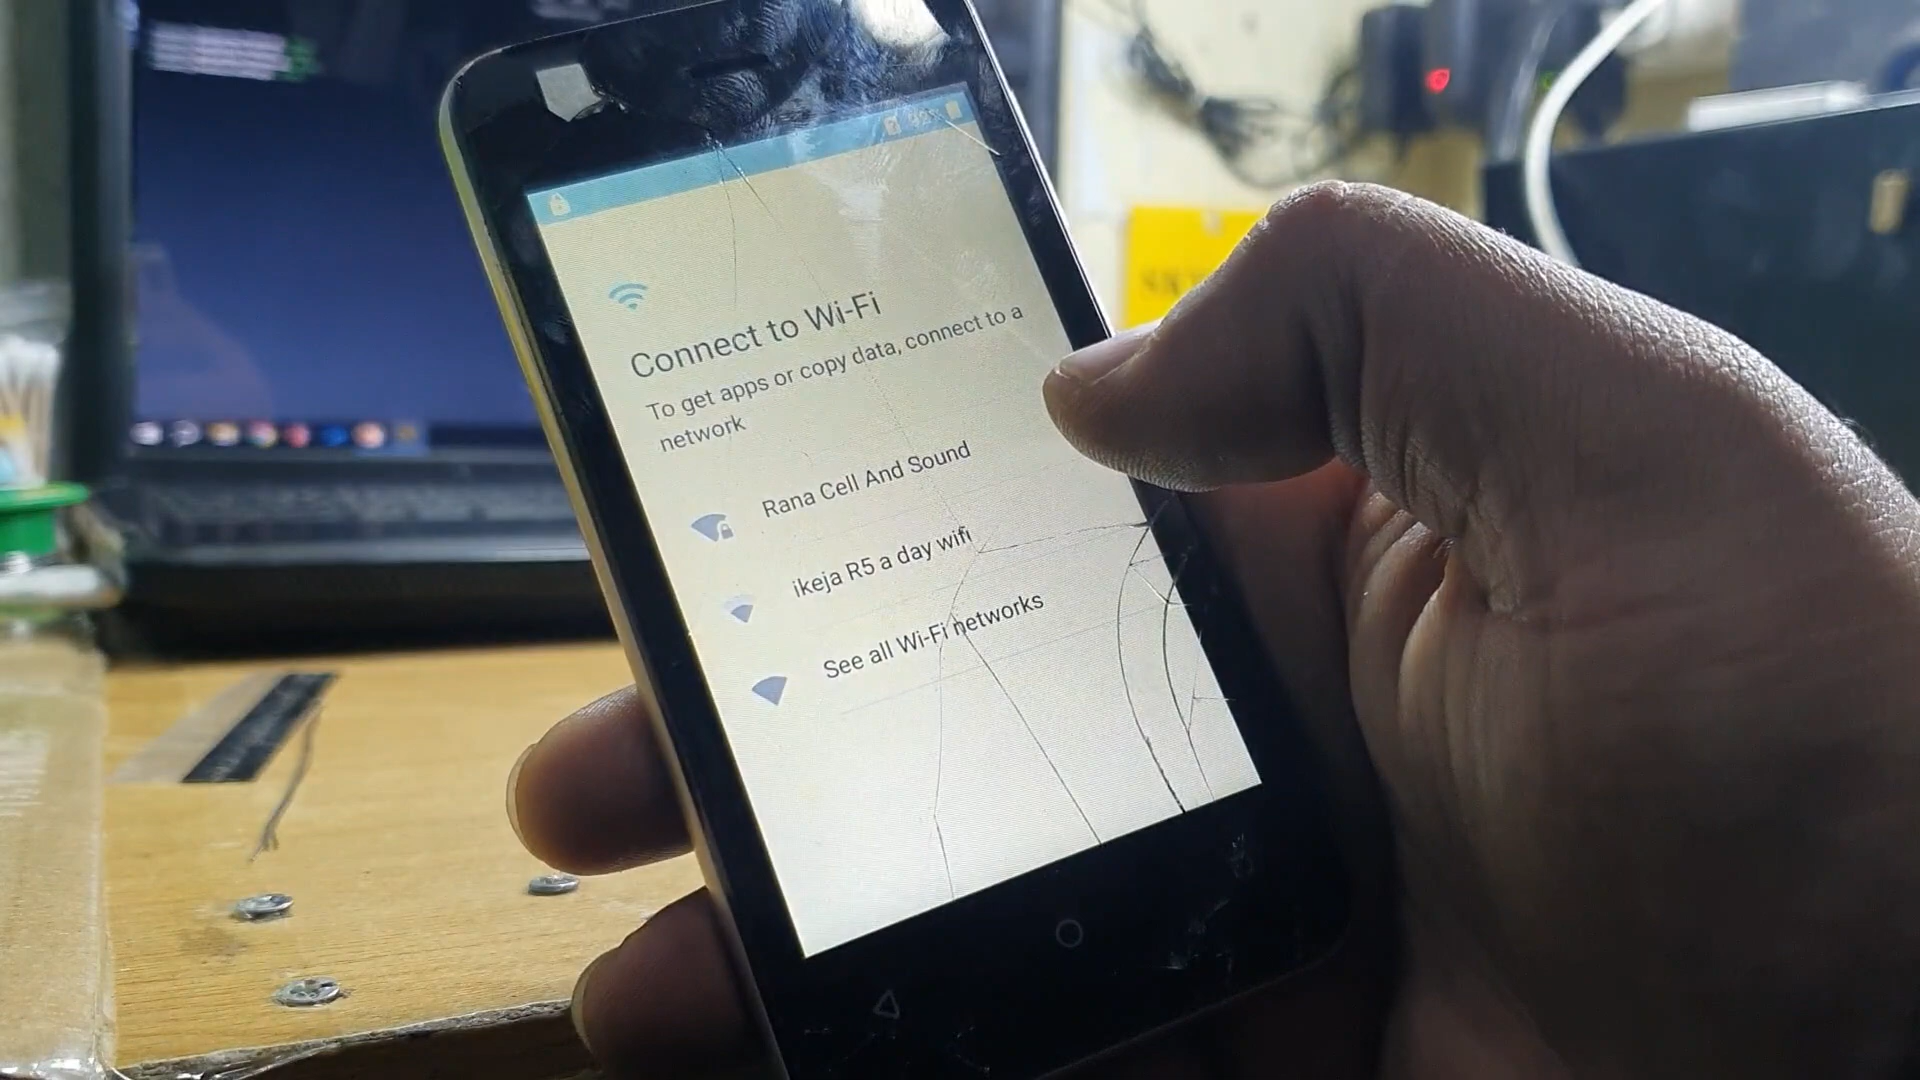 Connect to Wi-Fi
To get apps or copy data, connect to a
network
Rana Cell And Sound
ikeja R5 a day wifi
See all Wi-Fi networks